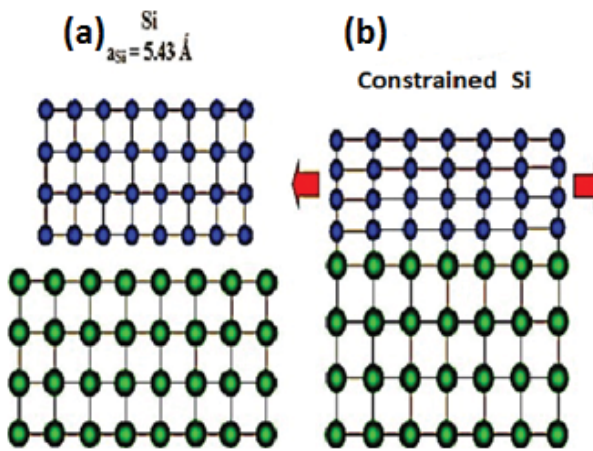 (a)
Si
aSi = 5.43 Å
(b)
Constrained Si